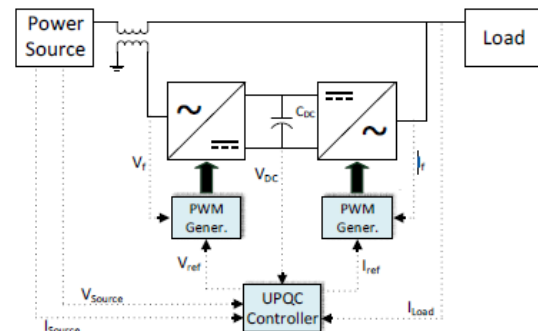 Power
Source
Load
~
C_DC
~
V_f
V_DC
I_f
PWM
Gener.
PWM
Gener.
V_ref
I_ref
V_Source
UPQC
Controller
I_Load
I_Source